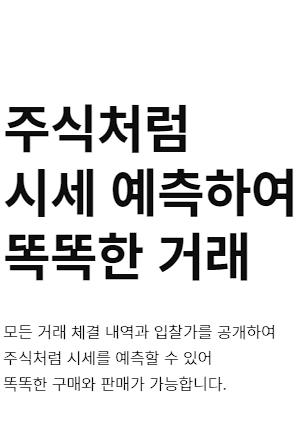 주식처럼
시세 예측하여
똑똑한 거래
모든 거래 체결 내역과 입찰가를 공개하여
주식처럼 시세를 예측할 수 있어
똑똑한 구매와 판매가 가능합니다.